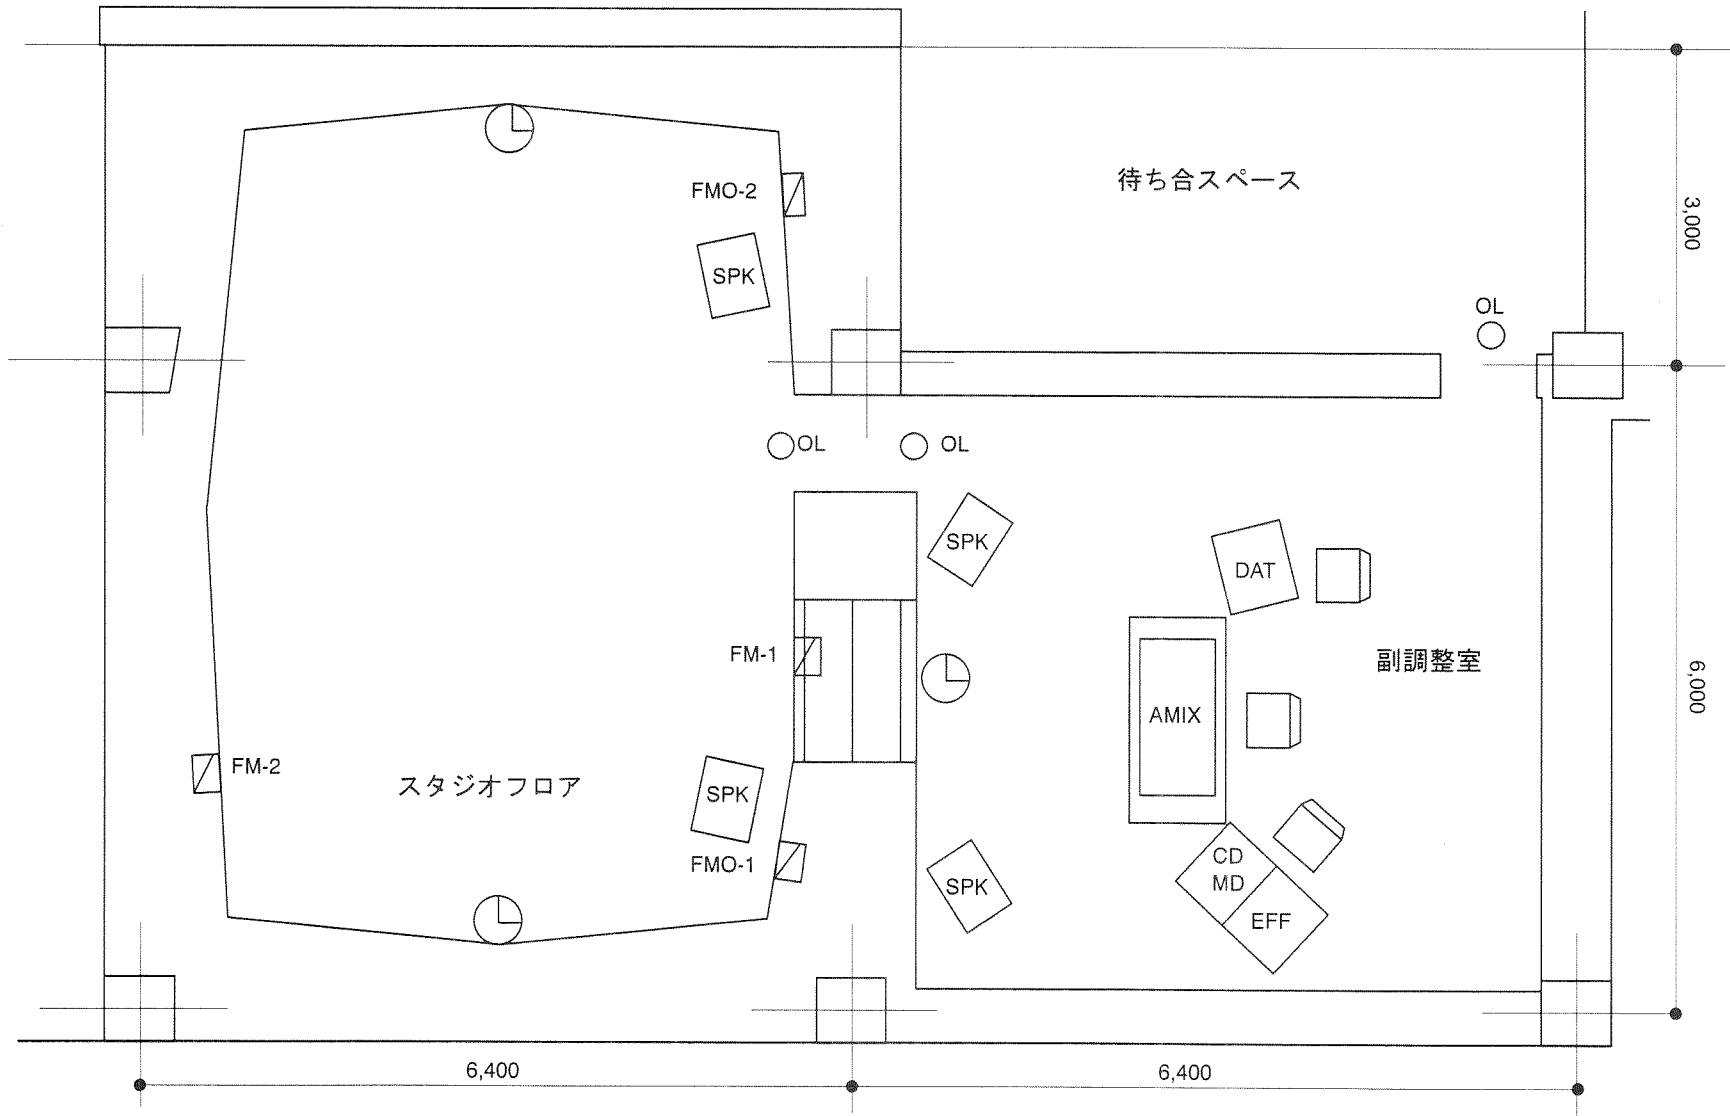 FMO-2
待ち合スペース
3,000
SPK
OL
OL
OL
SPK
DAT
FM-1
副調整室
6,000
AMIX
FM-2
スタジオフロア
SPK
FMO-1
SPK
CD
MD
EFF
6,400
6,400